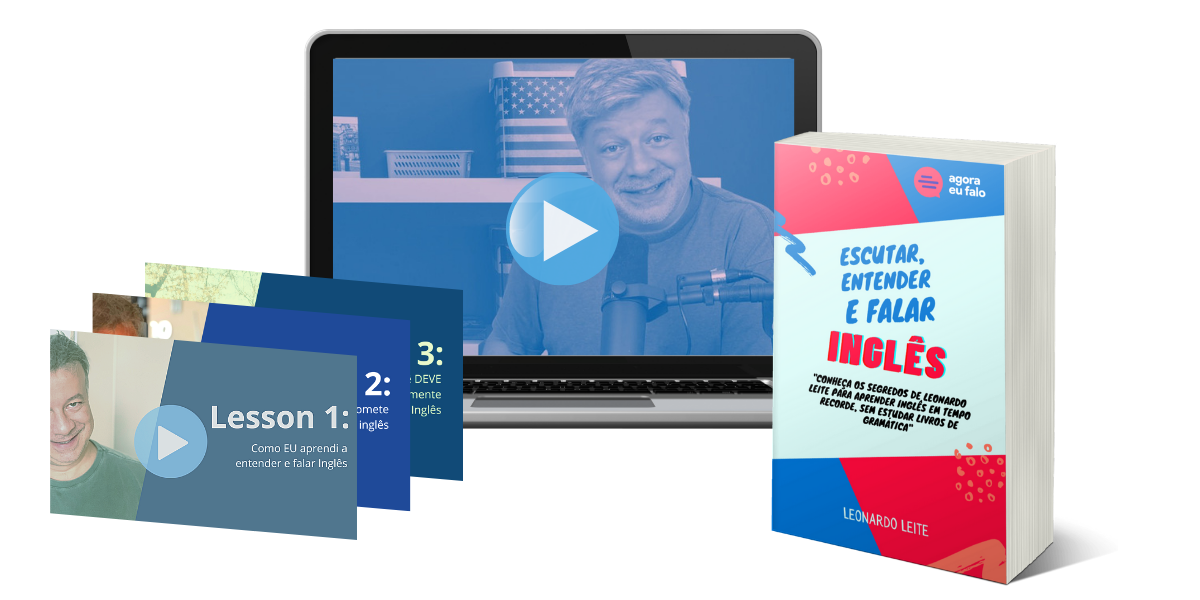 Lesson 1:
Como EU aprendi a
entender e falar Inglês
2:
inglês
3:
DEVE
Inglês
agora
eu falo
ESCUTAR,
ENTENDER
E FALAR
INGLÊS
"CONHEÇA OS SEGREDOS DE LEONARDO
LEITE PARA APRENDER INGLÊS EM TEMPO
RECORDE, SEM ESTUDAR LIVROS DE
GRAMÁTICA"
LEONARDO LEITE